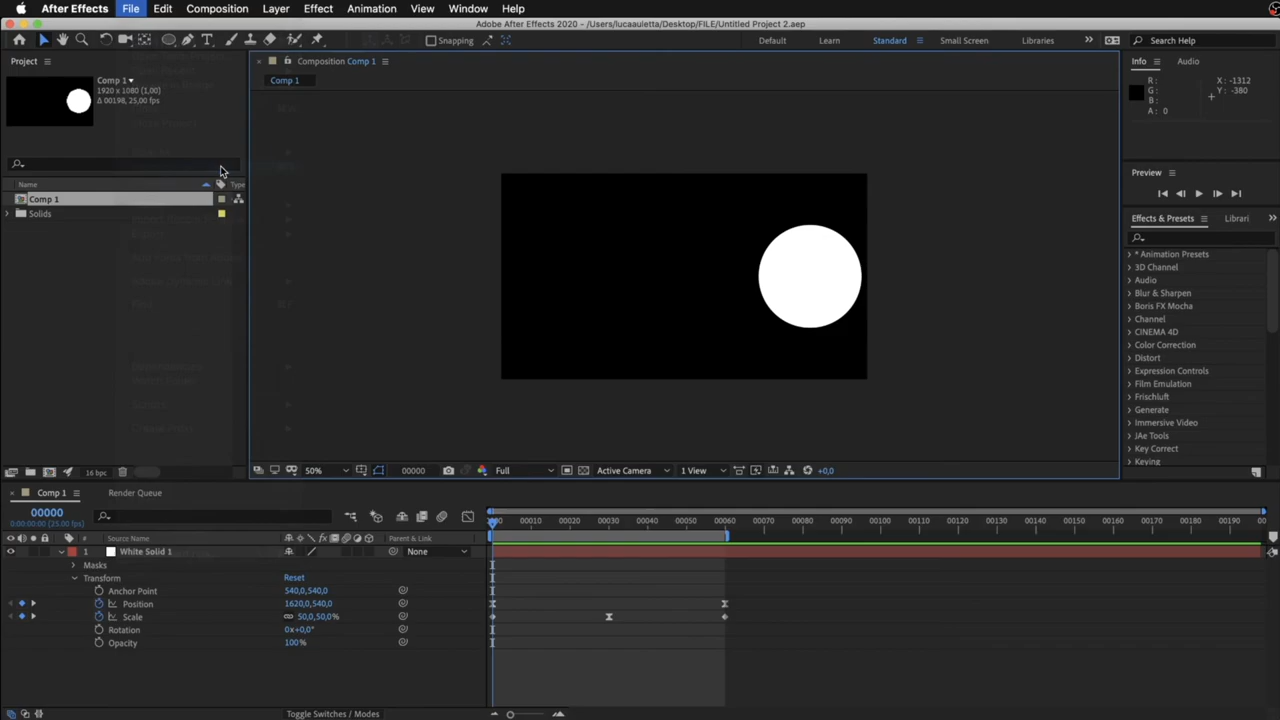 After Effects File Edit Composition Layer Effect Animation View Window Help
Adobe After Effects 2020 - /Users/lucaauletta/Desktop/FILE/Untitled Project 2.aep
Snapping Default Learn Standard Small Screen Libraries Search Help
Project
Comp 1
1920 x 1080 (1,00)
Δ 00198, 25,00 fps
Name Type
Comp 1
Solids
16 bpc
Composition Comp 1
Comp 1
50% 00000 Full Active Camera 1 View +0,0
Info Audio
R : X : -1312
G : Y : -380
B :
A : 0
Preview
Effects & Presets Librari
* Animation Presets
3D Channel
Audio
Blur & Sharpen
Boris FX Mocha
Channel
CINEMA 4D
Color Correction
Distort
Expression Controls
Film Emulation
Frischluft
Generate
Immersive Video
JAe Tools
Key Correct
Keying
Comp 1 Render Queue
00000
0:00:00:00 (25.00 fps)
00010 00020 00030 00040 00050 00060 00070 00080 00090 00100 00110 00120 00130 00140 00150 00160 00170 00180 00190 00
# Source Name Parent & Link
1 White Solid 1 None
Masks
Transform Reset
Anchor Point 540,0,540,0
Position 1620,0,540,0
Scale 50,0,50,0%
Rotation 0x+0,0°
Opacity 100%
Toggle Switches / Modes